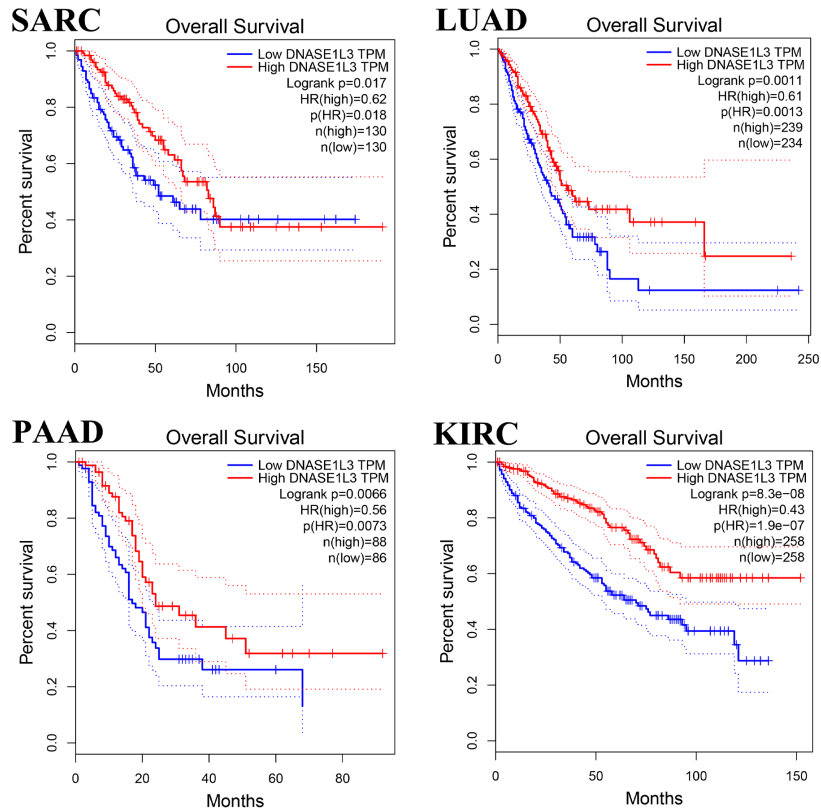 SARC
Overall Survival
Low DNASE1L3 TPM
High DNASE1L3 TPM
Logrank p=0.017
HR(high)=0.62
p(HR)=0.018
n(high)=130
n(low)=130
Percent survival
0.0 0.2 0.4 0.6 0.8 1.0
0 50 100 150
Months
LUAD
Overall Survival
Low DNASE1L3 TPM
High DNASE1L3 TPM
Logrank p=0.0011
HR(high)=0.61
p(HR)=0.0013
n(high)=239
n(low)=234
Percent survival
0.0 0.2 0.4 0.6 0.8 1.0
0 50 100 150 200 250
Months
PAAD
Overall Survival
Low DNASE1L3 TPM
High DNASE1L3 TPM
Logrank p=0.0066
HR(high)=0.56
p(HR)=0.0073
n(high)=88
n(low)=86
Percent survival
0.0 0.2 0.4 0.6 0.8 1.0
0 20 40 60 80
Months
KIRC
Overall Survival
Low DNASE1L3 TPM
High DNASE1L3 TPM
Logrank p=8.3e−08
HR(high)=0.43
p(HR)=1.9e−07
n(high)=258
n(low)=258
Percent survival
0.0 0.2 0.4 0.6 0.8 1.0
0 50 100 150
Months